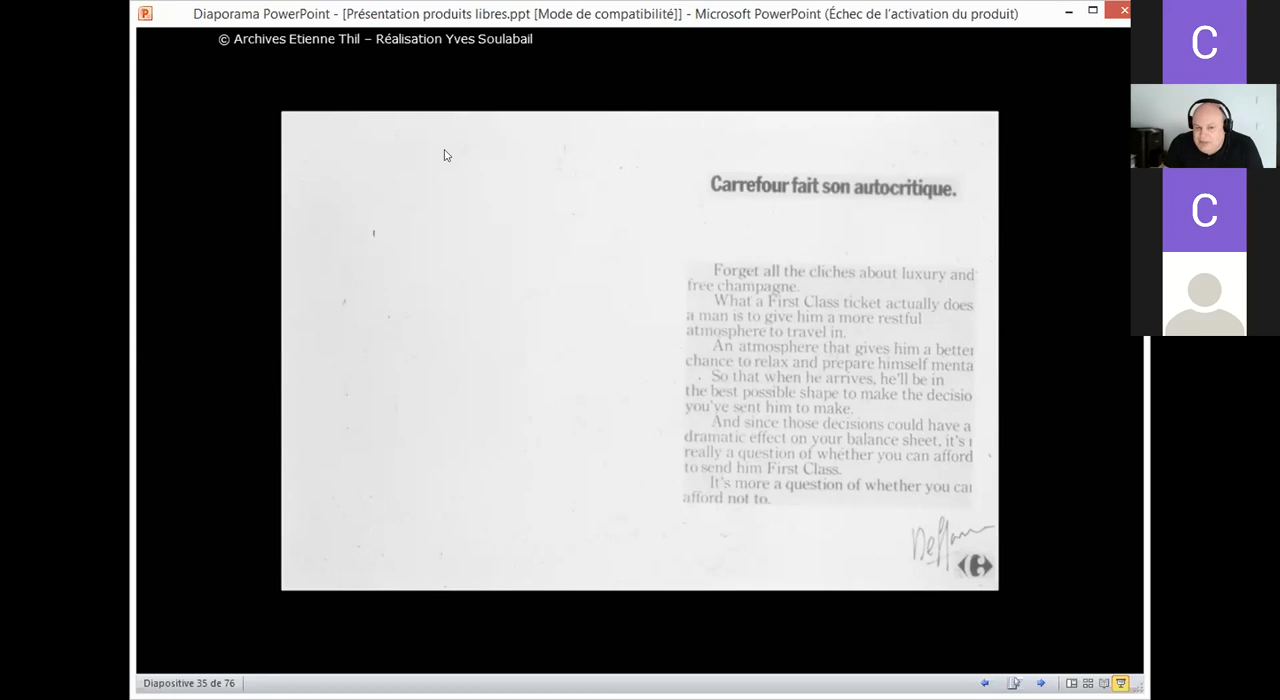 Diaporama PowerPoint - [Présentation produits libres.ppt [Mode de compatibilité]] - Microsoft PowerPoint (Échec de l'activation du produit)
© Archives Etienne Thil – Réalisation Yves Soulabail
C
Carrefour fait son autocritique.
Forget all the cliches about luxury and
free champagne.
What a First Class ticket actually does
a man is to give him a more restful
atmosphere to travel in.
An atmosphere that gives him a better
chance to relax and prepare himself menta
So that when he arrives, he'll be in
the best possible shape to make the decisio
you've sent him to make.
And since those decisions could have a
dramatic effect on your balance sheet, it's
really a question of whether you can afford
to send him First Class.
It's more a question of whether you can
afford not to.
C
Diapositive 35 de 76